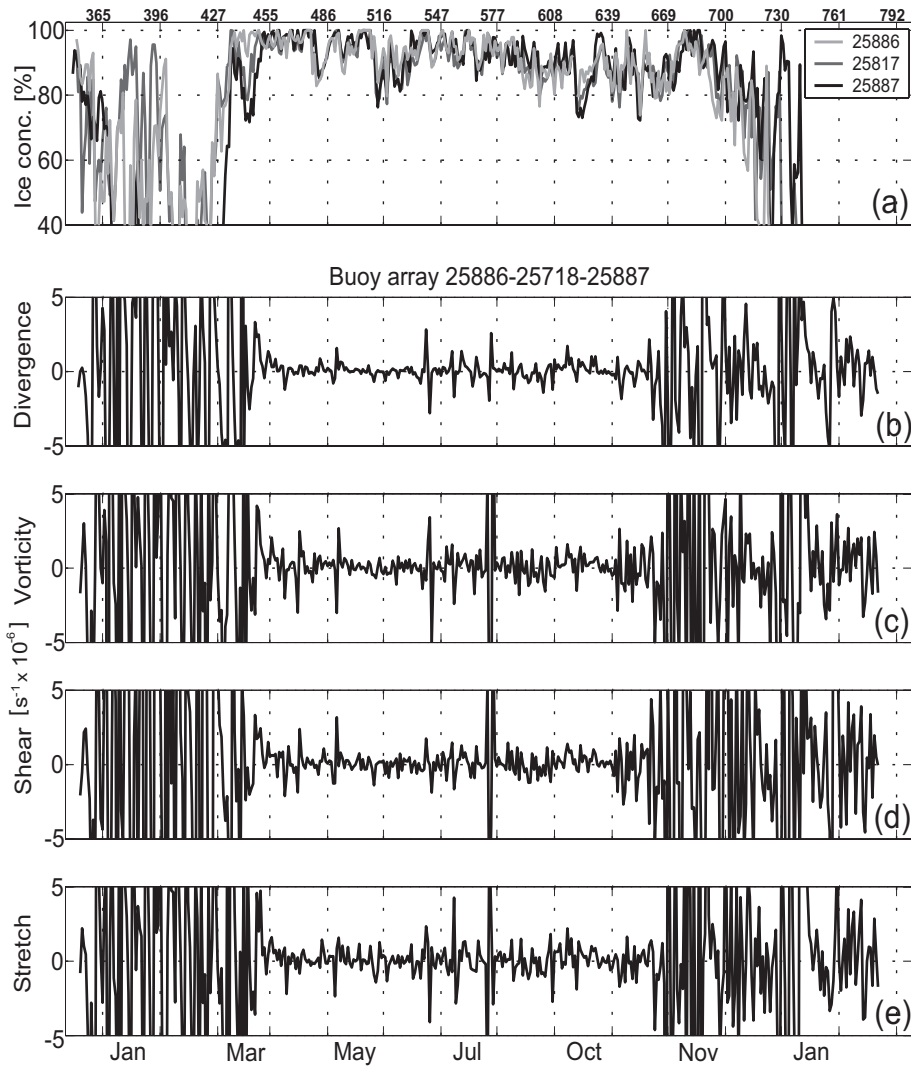 365 396 427 455 486 516 547 577 608 639 669 700 730 761 792
100
80
60
40
Ice conc. [%]
25886
25817
25887
(a)
Buoy array 25886-25718-25887
5
0
-5
Divergence
(b)
5
0
-5
Vorticity
(c)
[s⁻¹ x 10⁻⁶]
5
0
-5
Shear
(d)
5
0
-5
Stretch
(e)
Jan Mar May Jul Oct Nov Jan